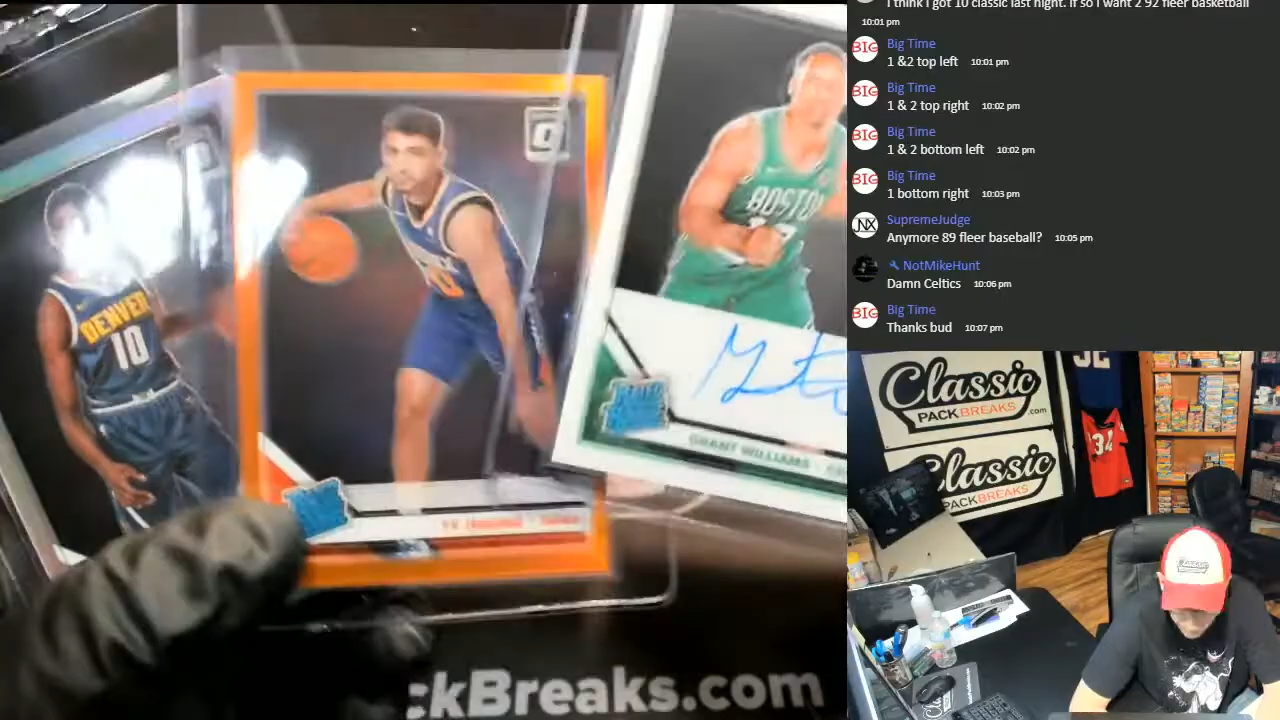 I think I got 10 classic last night. If so I want 2 92 fleer basketball
10:01 pm
Big Time
1 &2 top left 10:01 pm
Big Time
1 & 2 top right 10:02 pm
Big Time
1 & 2 bottom left 10:02 pm
Big Time
1 bottom right 10:03 pm
SupremeJudge
Anymore 89 fleer baseball? 10:05 pm
NotMikeHunt
Damn Celtics 10:06 pm
Big Time
Thanks bud 10:07 pm
DENVER
10
BOSTON
GRANT WILLIAMS
ckBreaks.com
Classic
PACKBREAKS.com
Classic
PACKBREAKS
34
Classic